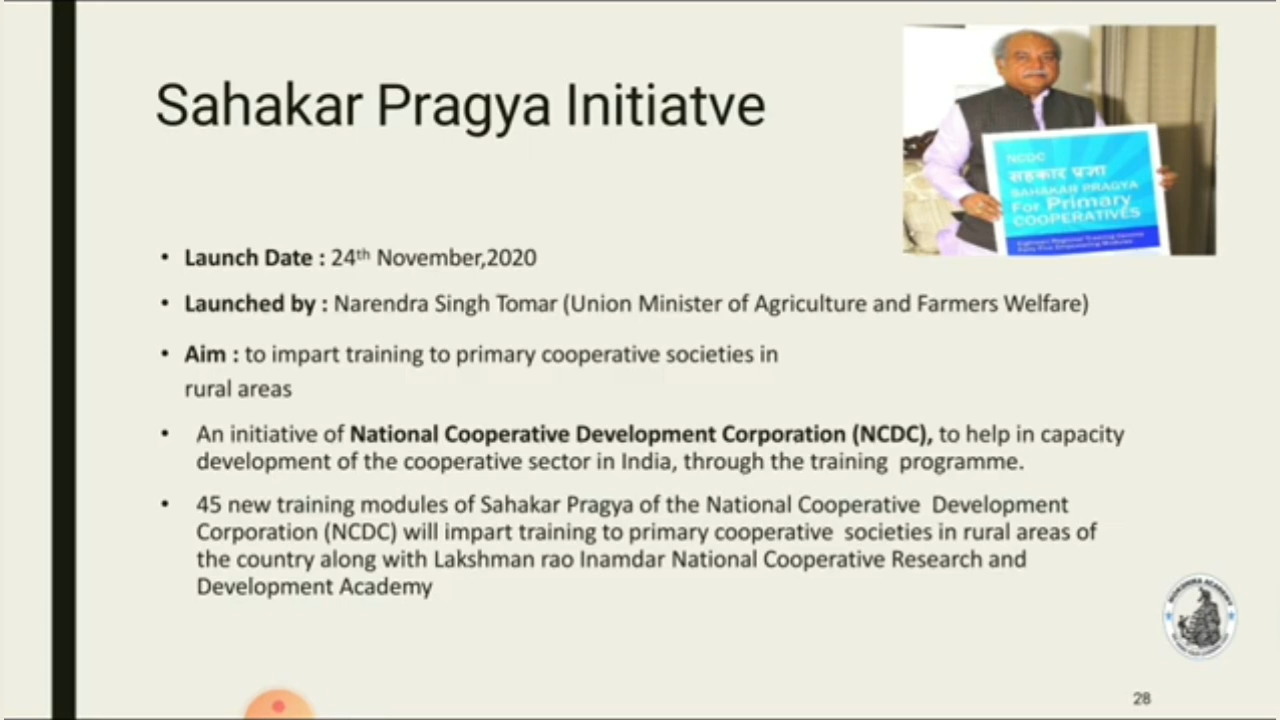 Sahakar Pragya Initiatve
NCDC
सहकार प्रज्ञा
SAHAKAR PRAGYA
For Primary
COOPERATIVES
• Launch Date : 24th November,2020
• Launched by : Narendra Singh Tomar (Union Minister of Agriculture and Farmers Welfare)
• Aim : to impart training to primary cooperative societies in
rural areas
• An initiative of National Cooperative Development Corporation (NCDC), to help in capacity
development of the cooperative sector in India, through the training programme.
• 45 new training modules of Sahakar Pragya of the National Cooperative Development
Corporation (NCDC) will impart training to primary cooperative societies in rural areas of
the country along with Lakshman rao Inamdar National Cooperative Research and
Development Academy
28